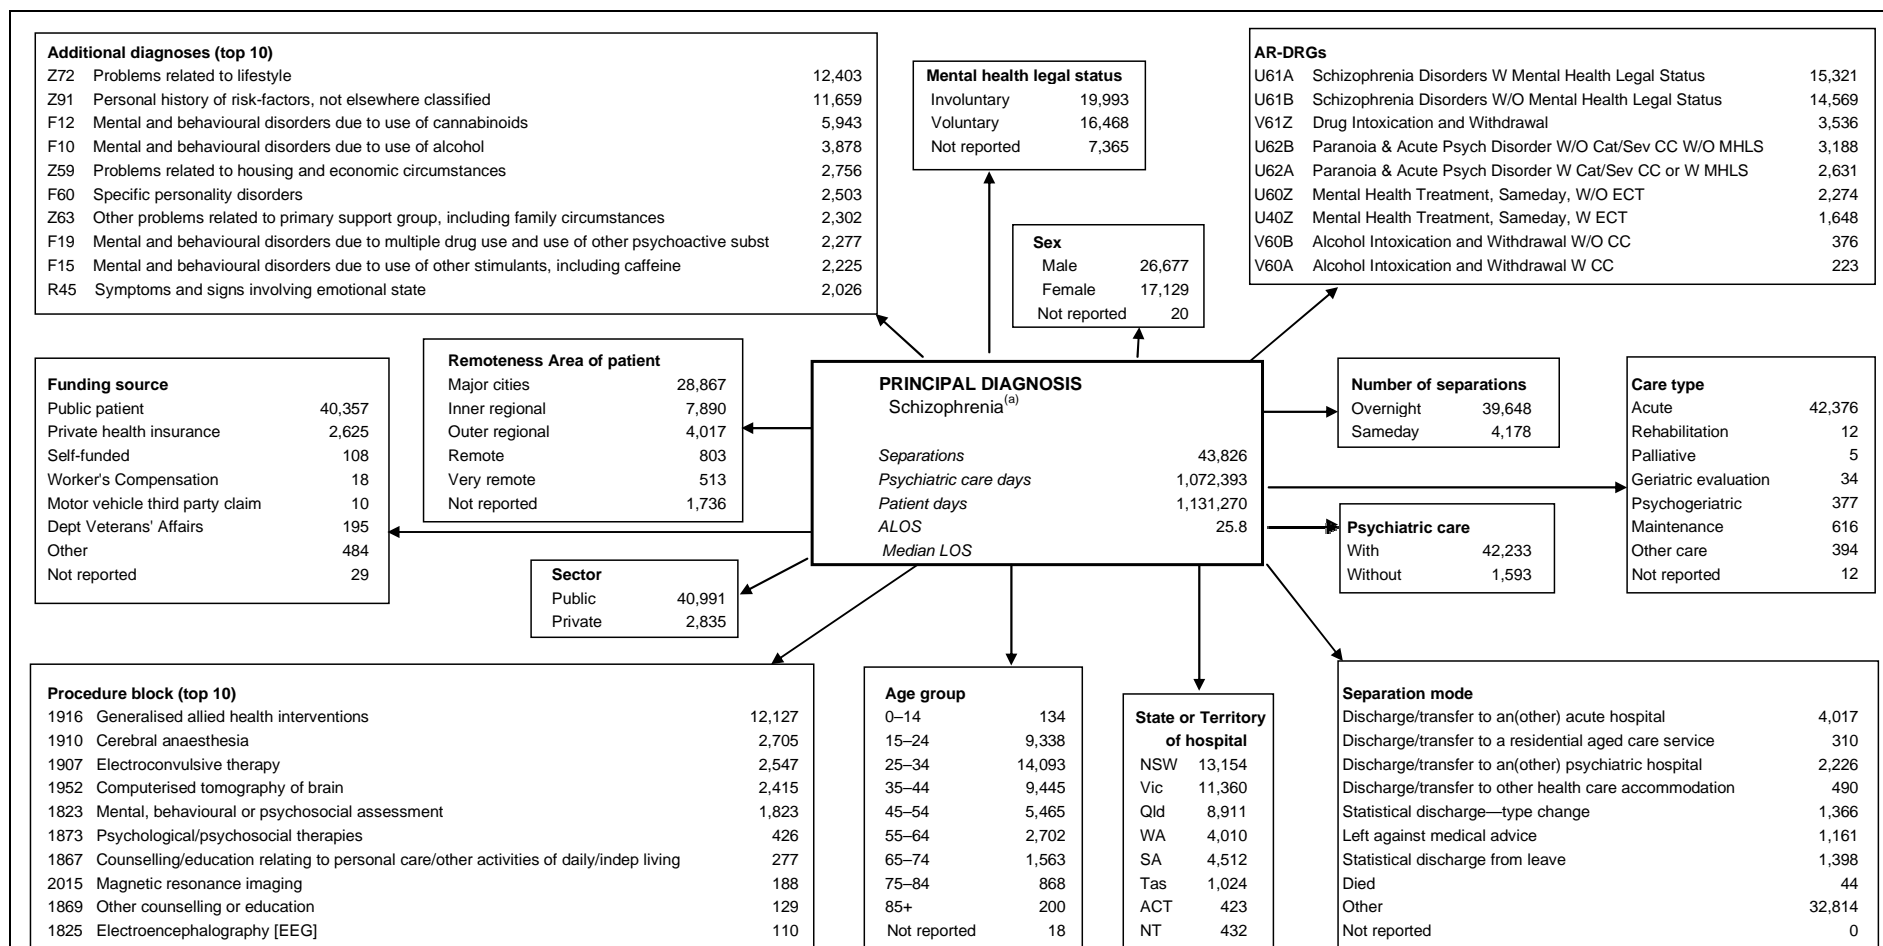 Additional diagnoses (top 10)
Z72 Problems related to lifestyle 12,403
Z91 Personal history of risk-factors, not elsewhere classified 11,659
F12 Mental and behavioural disorders due to use of cannabinoids 5,943
F10 Mental and behavioural disorders due to use of alcohol 3,878
Z59 Problems related to housing and economic circumstances 2,756
F60 Specific personality disorders 2,503
Z63 Other problems related to primary support group, including family circumstances 2,302
F19 Mental and behavioural disorders due to multiple drug use and use of other psychoactive subst 2,277
F15 Mental and behavioural disorders due to use of other stimulants, including caffeine 2,225
R45 Symptoms and signs involving emotional state 2,026
Mental health legal status
Involuntary 19,993
Voluntary 16,468
Not reported 7,365
Sex
Male 26,677
Female 17,129
Not reported 20
AR-DRGs
U61A Schizophrenia Disorders W Mental Health Legal Status 15,321
U61B Schizophrenia Disorders W/O Mental Health Legal Status 14,569
V61Z Drug Intoxication and Withdrawal 3,536
U62B Paranoia & Acute Psych Disorder W/O Cat/Sev CC W/O MHLS 3,188
U62A Paranoia & Acute Psych Disorder W Cat/Sev CC or W MHLS 2,631
U60Z Mental Health Treatment, Sameday, W/O ECT 2,274
U40Z Mental Health Treatment, Sameday, W ECT 1,648
V60B Alcohol Intoxication and Withdrawal W/O CC 376
V60A Alcohol Intoxication and Withdrawal W CC 223
Funding source
Public patient 40,357
Private health insurance 2,625
Self-funded 108
Worker's Compensation 18
Motor vehicle third party claim 10
Dept Veterans' Affairs 195
Other 484
Not reported 29
Remoteness Area of patient
Major cities 28,867
Inner regional 7,890
Outer regional 4,017
Remote 803
Very remote 513
Not reported 1,736
Sector
Public 40,991
Private 2,835
PRINCIPAL DIAGNOSIS
Schizophrenia(a)
Separations 43,826
Psychiatric care days 1,072,393
Patient days 1,131,270
ALOS 25.8
Median LOS
Number of separations
Overnight 39,648
Sameday 4,178
Psychiatric care
With 42,233
Without 1,593
Care type
Acute 42,376
Rehabilitation 12
Palliative 5
Geriatric evaluation 34
Psychogeriatric 377
Maintenance 616
Other care 394
Not reported 12
Procedure block (top 10)
1916 Generalised allied health interventions 12,127
1910 Cerebral anaesthesia 2,705
1907 Electroconvulsive therapy 2,547
1952 Computerised tomography of brain 2,415
1823 Mental, behavioural or psychosocial assessment 1,823
1873 Psychological/psychosocial therapies 426
1867 Counselling/education relating to personal care/other activities of daily/indep living 277
2015 Magnetic resonance imaging 188
1869 Other counselling or education 129
1825 Electroencephalography [EEG] 110
Age group
0–14 134
15–24 9,338
25–34 14,093
35–44 9,445
45–54 5,465
55–64 2,702
65–74 1,563
75–84 868
85+ 200
Not reported 18
State or Territory
of hospital
NSW 13,154
Vic 11,360
Qld 8,911
WA 4,010
SA 4,512
Tas 1,024
ACT 423
NT 432
Separation mode
Discharge/transfer to an(other) acute hospital 4,017
Discharge/transfer to a residential aged care service 310
Discharge/transfer to an(other) psychiatric hospital 2,226
Discharge/transfer to other health care accommodation 490
Statistical discharge—type change 1,366
Left against medical advice 1,161
Statistical discharge from leave 1,398
Died 44
Other 32,814
Not reported 0